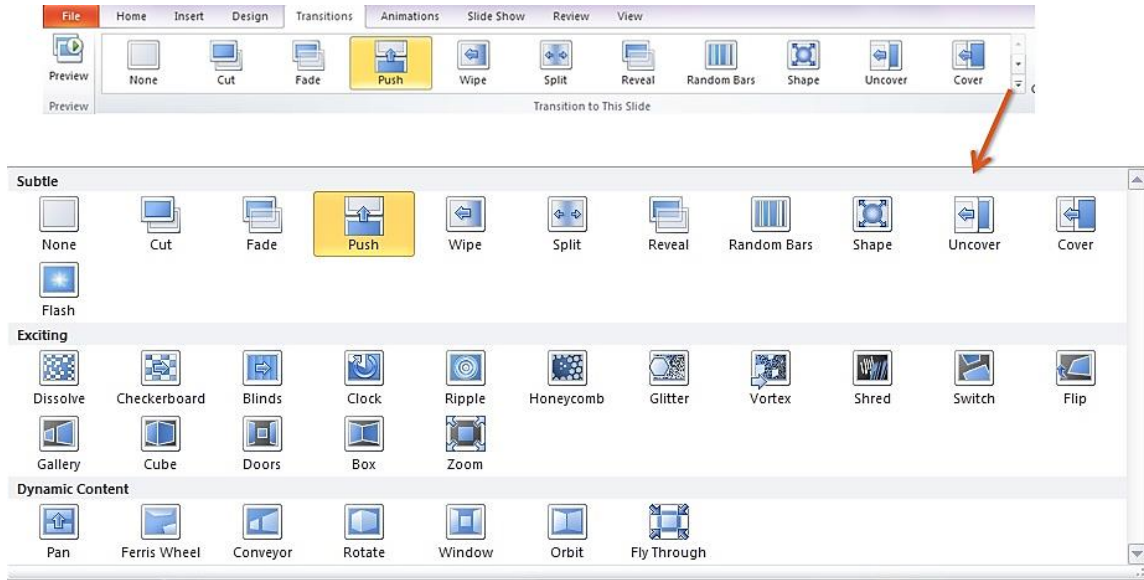 File Home Insert Design Transitions Animations Slide Show Review View
Preview None Cut Fade Push Wipe Split Reveal Random Bars Shape Uncover Cover
Preview Transition to This Slide
Subtle
None Cut Fade Push Wipe Split Reveal Random Bars Shape Uncover Cover
Flash
Exciting
Dissolve Checkerboard Blinds Clock Ripple Honeycomb Glitter Vortex Shred Switch Flip
Gallery Cube Doors Box Zoom
Dynamic Content
Pan Ferris Wheel Conveyor Rotate Window Orbit Fly Through